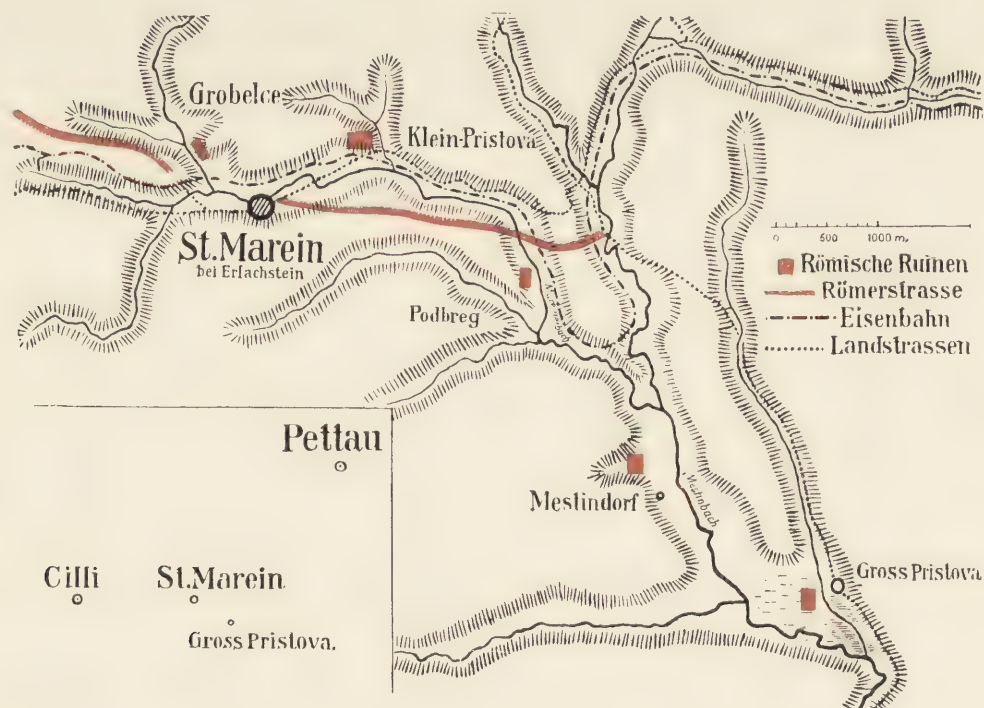 Grobelce
Klein-Pristova
St. Marein
bei Erlachstein
Podbreg
0 500 1000 m,
Römische Ruinen
Römerstrasse
Eisenbahn
Landstrassen
Pettau
Mestindorf
Cilli
St. Marein
Gross Pristova.
Gross Pristova